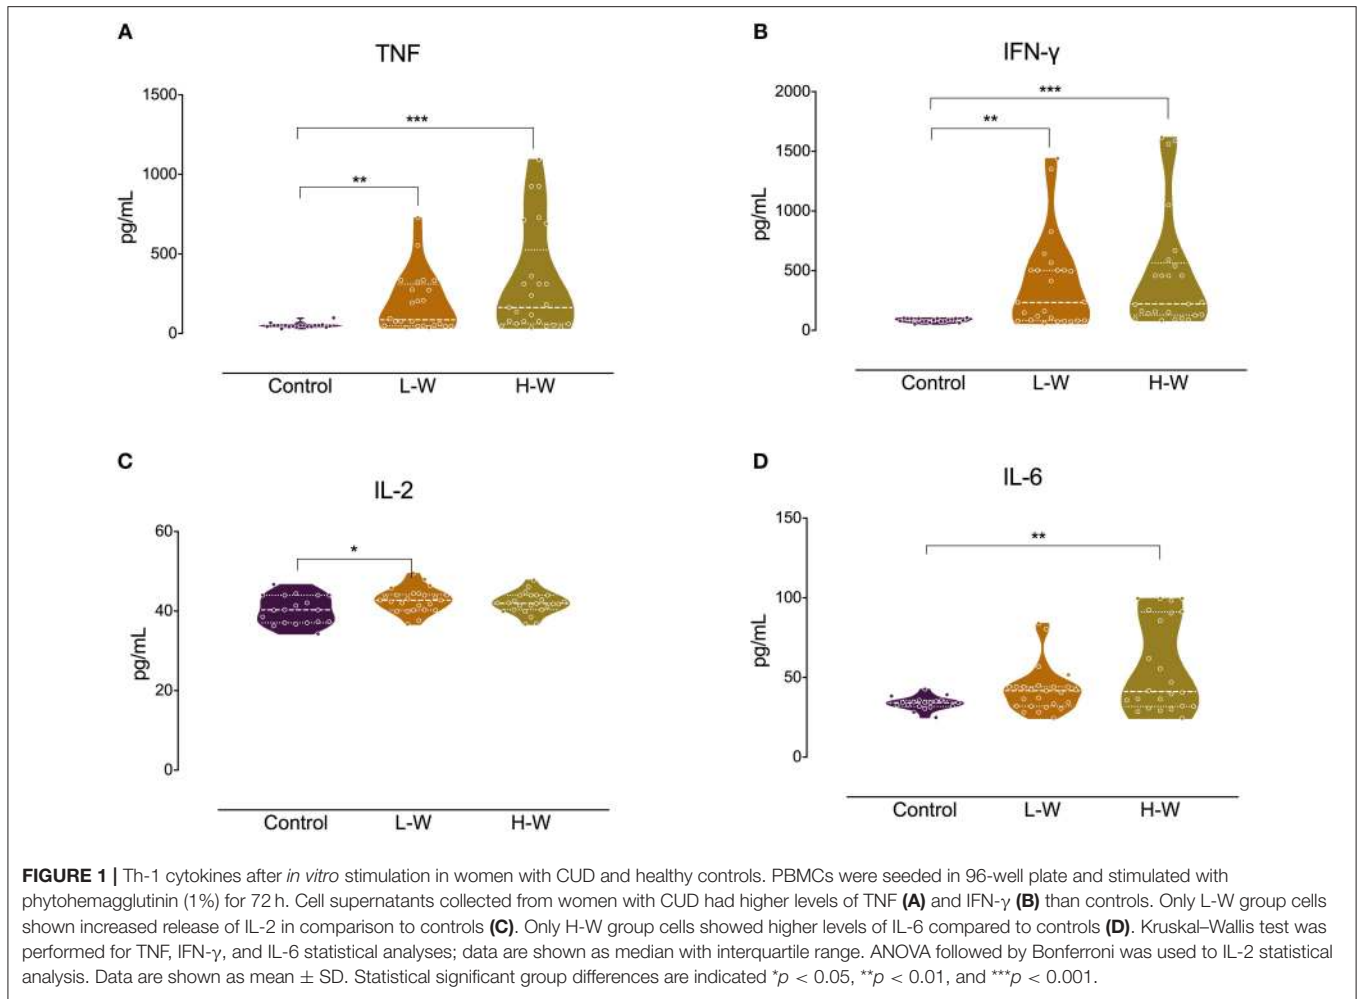 A
TNF
1500
1000
500
0
pg/mL
***
**
Control L-W H-W
B
IFN-γ
2000
1500
1000
500
0
pg/mL
***
**
Control L-W H-W
C
IL-2
60
40
20
0
pg/mL
*
Control L-W H-W
D
IL-6
150
100
50
0
pg/mL
**
Control L-W H-W
FIGURE 1 | Th-1 cytokines after in vitro stimulation in women with CUD and healthy controls. PBMCs were seeded in 96-well plate and stimulated with
phytohemagglutinin (1%) for 72 h. Cell supernatants collected from women with CUD had higher levels of TNF (A) and IFN-γ (B) than controls. Only L-W group cells
shown increased release of IL-2 in comparison to controls (C). Only H-W group cells showed higher levels of IL-6 compared to controls (D). Kruskal–Wallis test was
performed for TNF, IFN-γ, and IL-6 statistical analyses; data are shown as median with interquartile range. ANOVA followed by Bonferroni was used to IL-2 statistical
analysis. Data are shown as mean ± SD. Statistical significant group differences are indicated *p < 0.05, **p < 0.01, and ***p < 0.001.